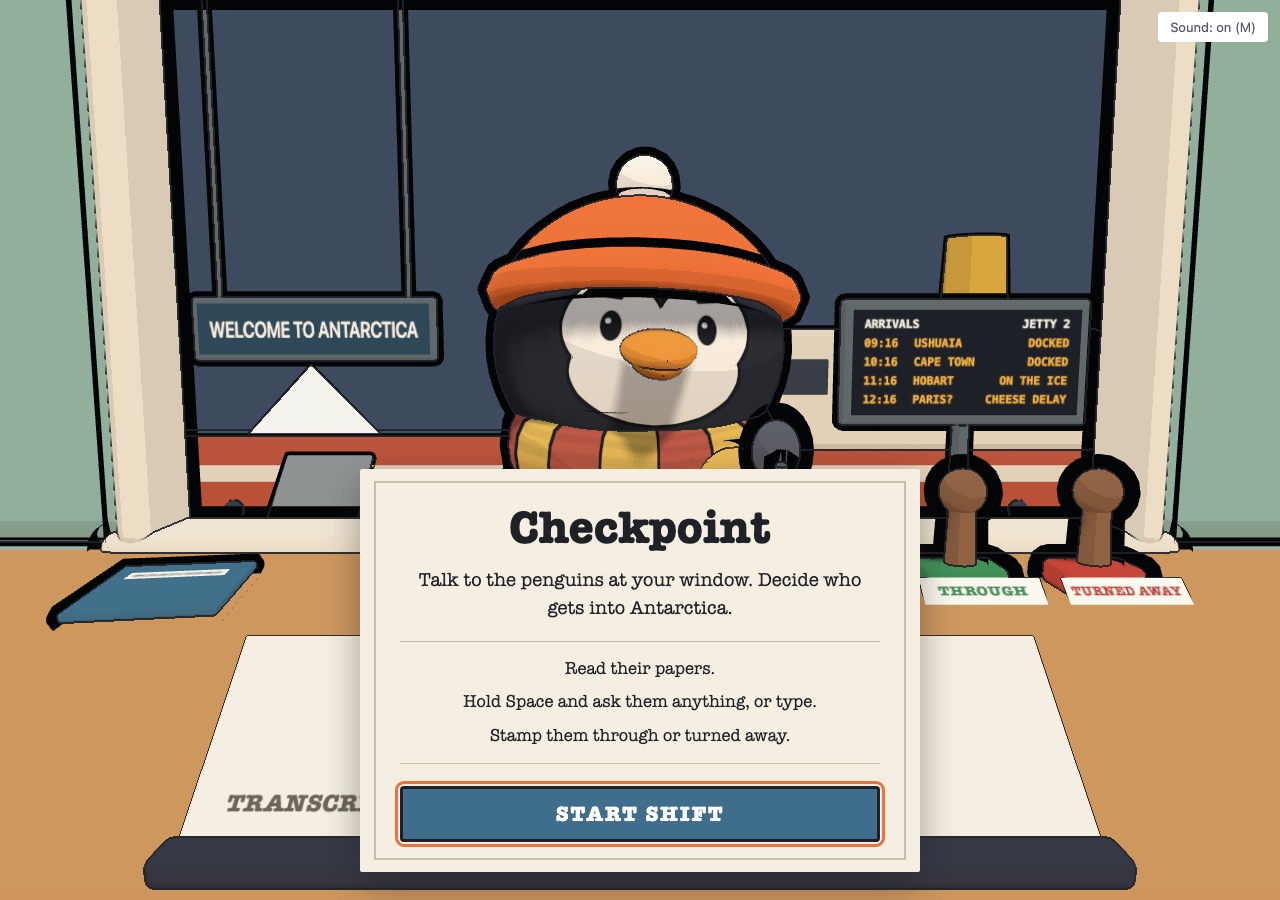 Sound: on (M)
WELCOME TO ANTARCTICA
ARRIVALS JETTY 2
09:16 USHUAIA DOCKED
10:16 CAPE TOWN DOCKED
11:16 HOBART ON THE ICE
12:16 PARIS? CHEESE DELAY
THROUGH
TURNED AWAY
Checkpoint
Talk to the penguins at your window. Decide who
gets into Antarctica.
Read their papers.
Hold Space and ask them anything, or type.
Stamp them through or turned away.
START SHIFT